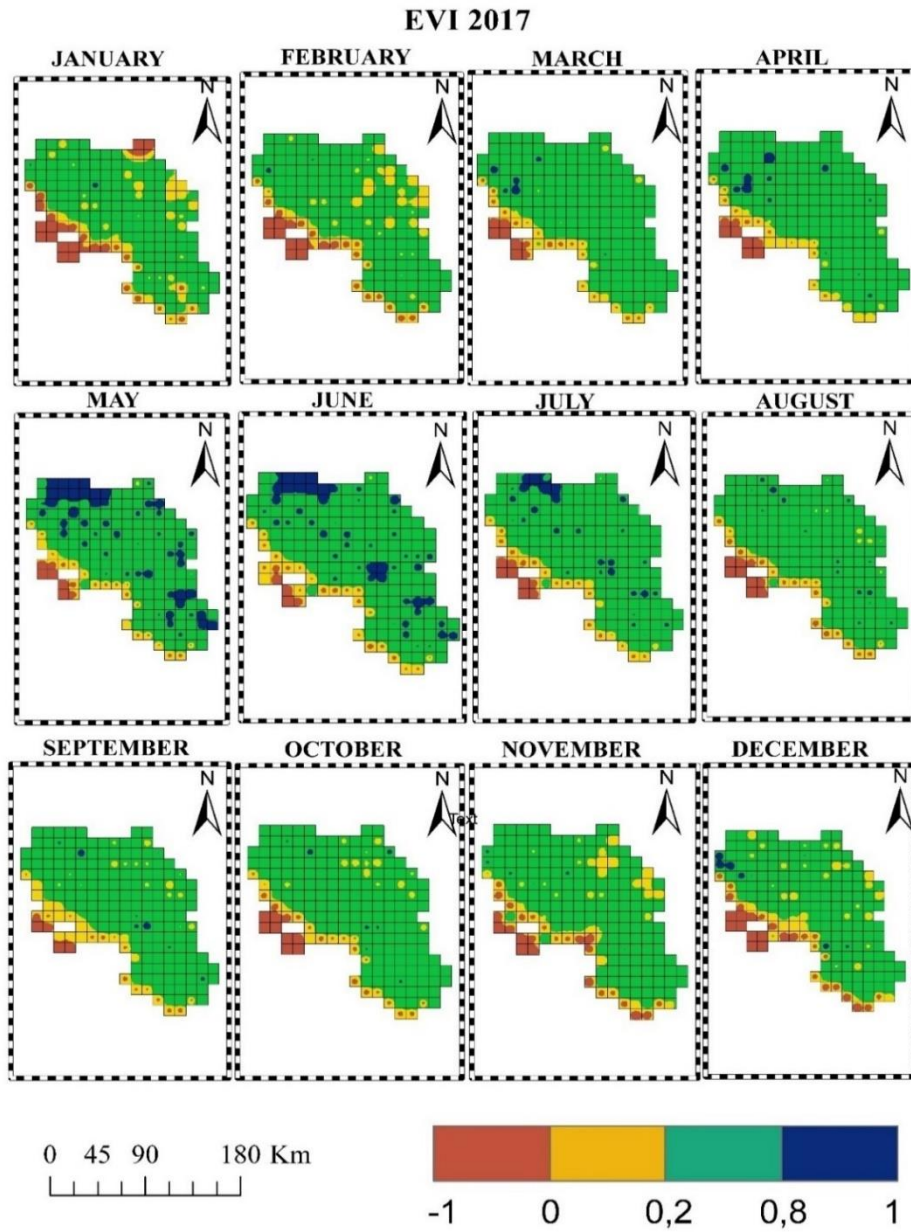 EVI 2017
JANUARY FEBRUARY MARCH APRIL
N N N N
MAY JUNE JULY AUGUST
N N N N
SEPTEMBER OCTOBER NOVEMBER DECEMBER
N N N N
Text
0 45 90 180 Km
-1 0 0,2 0,8 1